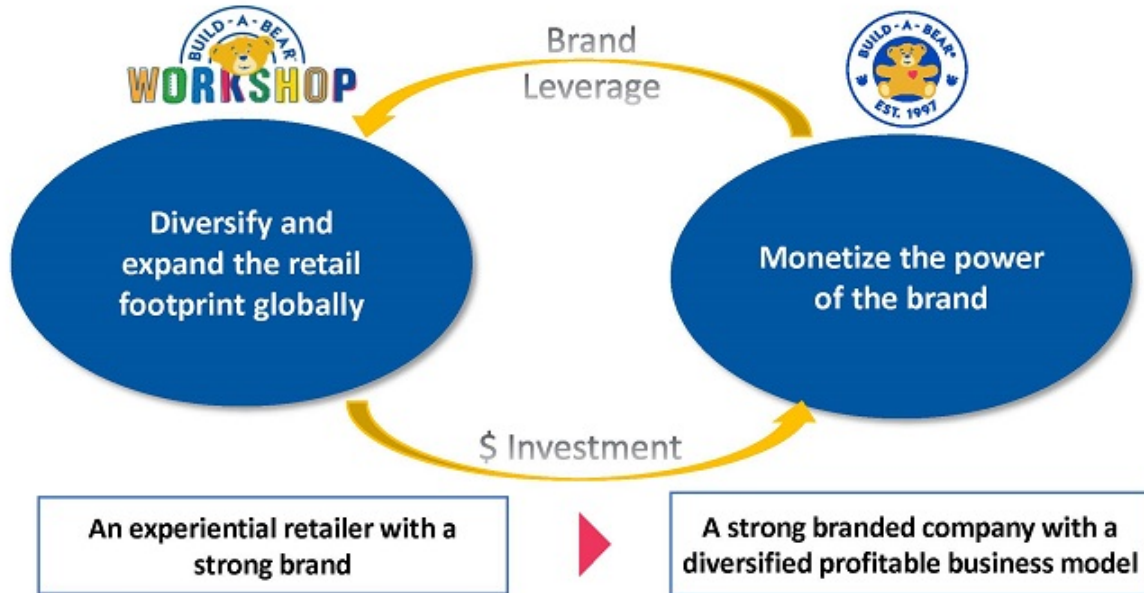 BUILD-A-BEAR
WORKSHOP
Brand
Leverage
BUILD-A-BEAR®
EST. 1997
Diversify and
expand the retail
footprint globally
Monetize the power
of the brand
$ Investment
An experiential retailer with a
strong brand
A strong branded company with a
diversified profitable business model